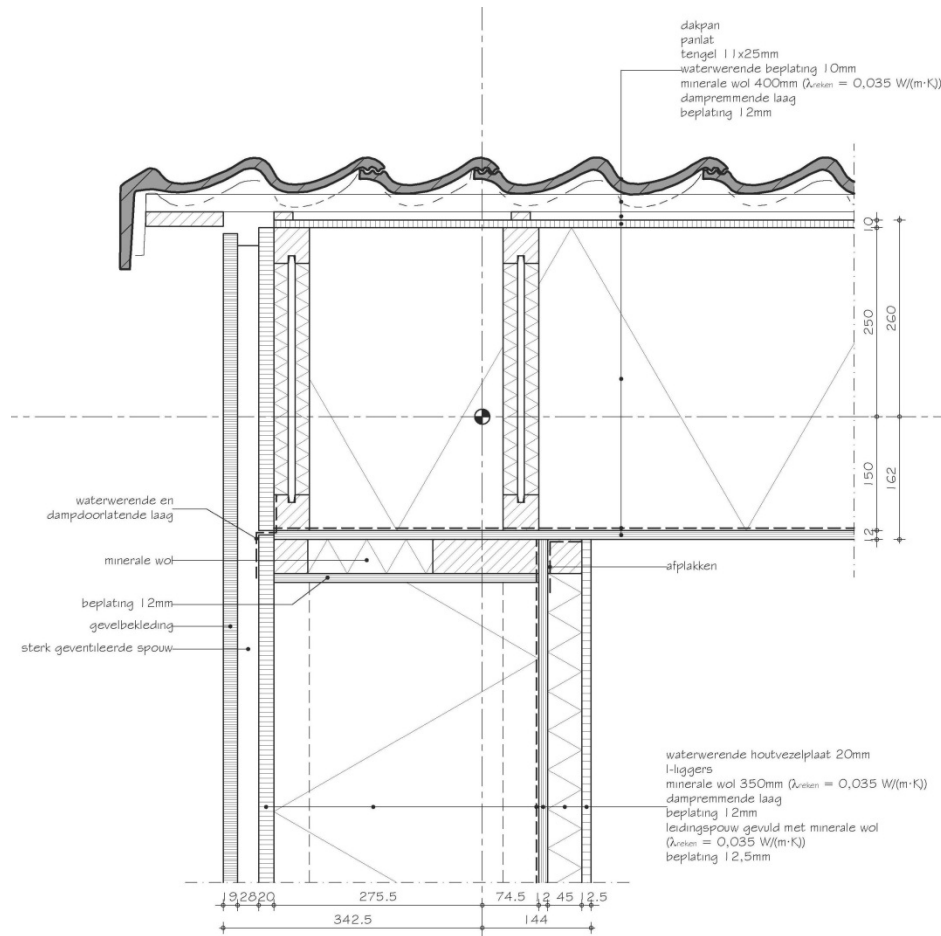 dakpan
panlat
tengel 11x25mm
waterwerende beplating 10mm
minerale wol 400mm (λreken = 0,035 W/(m·K))
dampremmende laag
beplating 12mm
10
250
260
150
162
12
waterwerende en
dampdoorlatende laag
minerale wol
afplakken
beplating 12mm
gevelbekleding
sterk geventileerde spouw
waterwerende houtvezelplaat 20mm
I-liggers
minerale wol 350mm (λreken = 0,035 W/(m·K))
dampremmende laag
beplating 12mm
leidingspouw gevuld met minerale wol
(λreken = 0,035 W/(m·K))
beplating 12,5mm
19 28 20 275.5 74.5 12 45 12.5
342.5 144